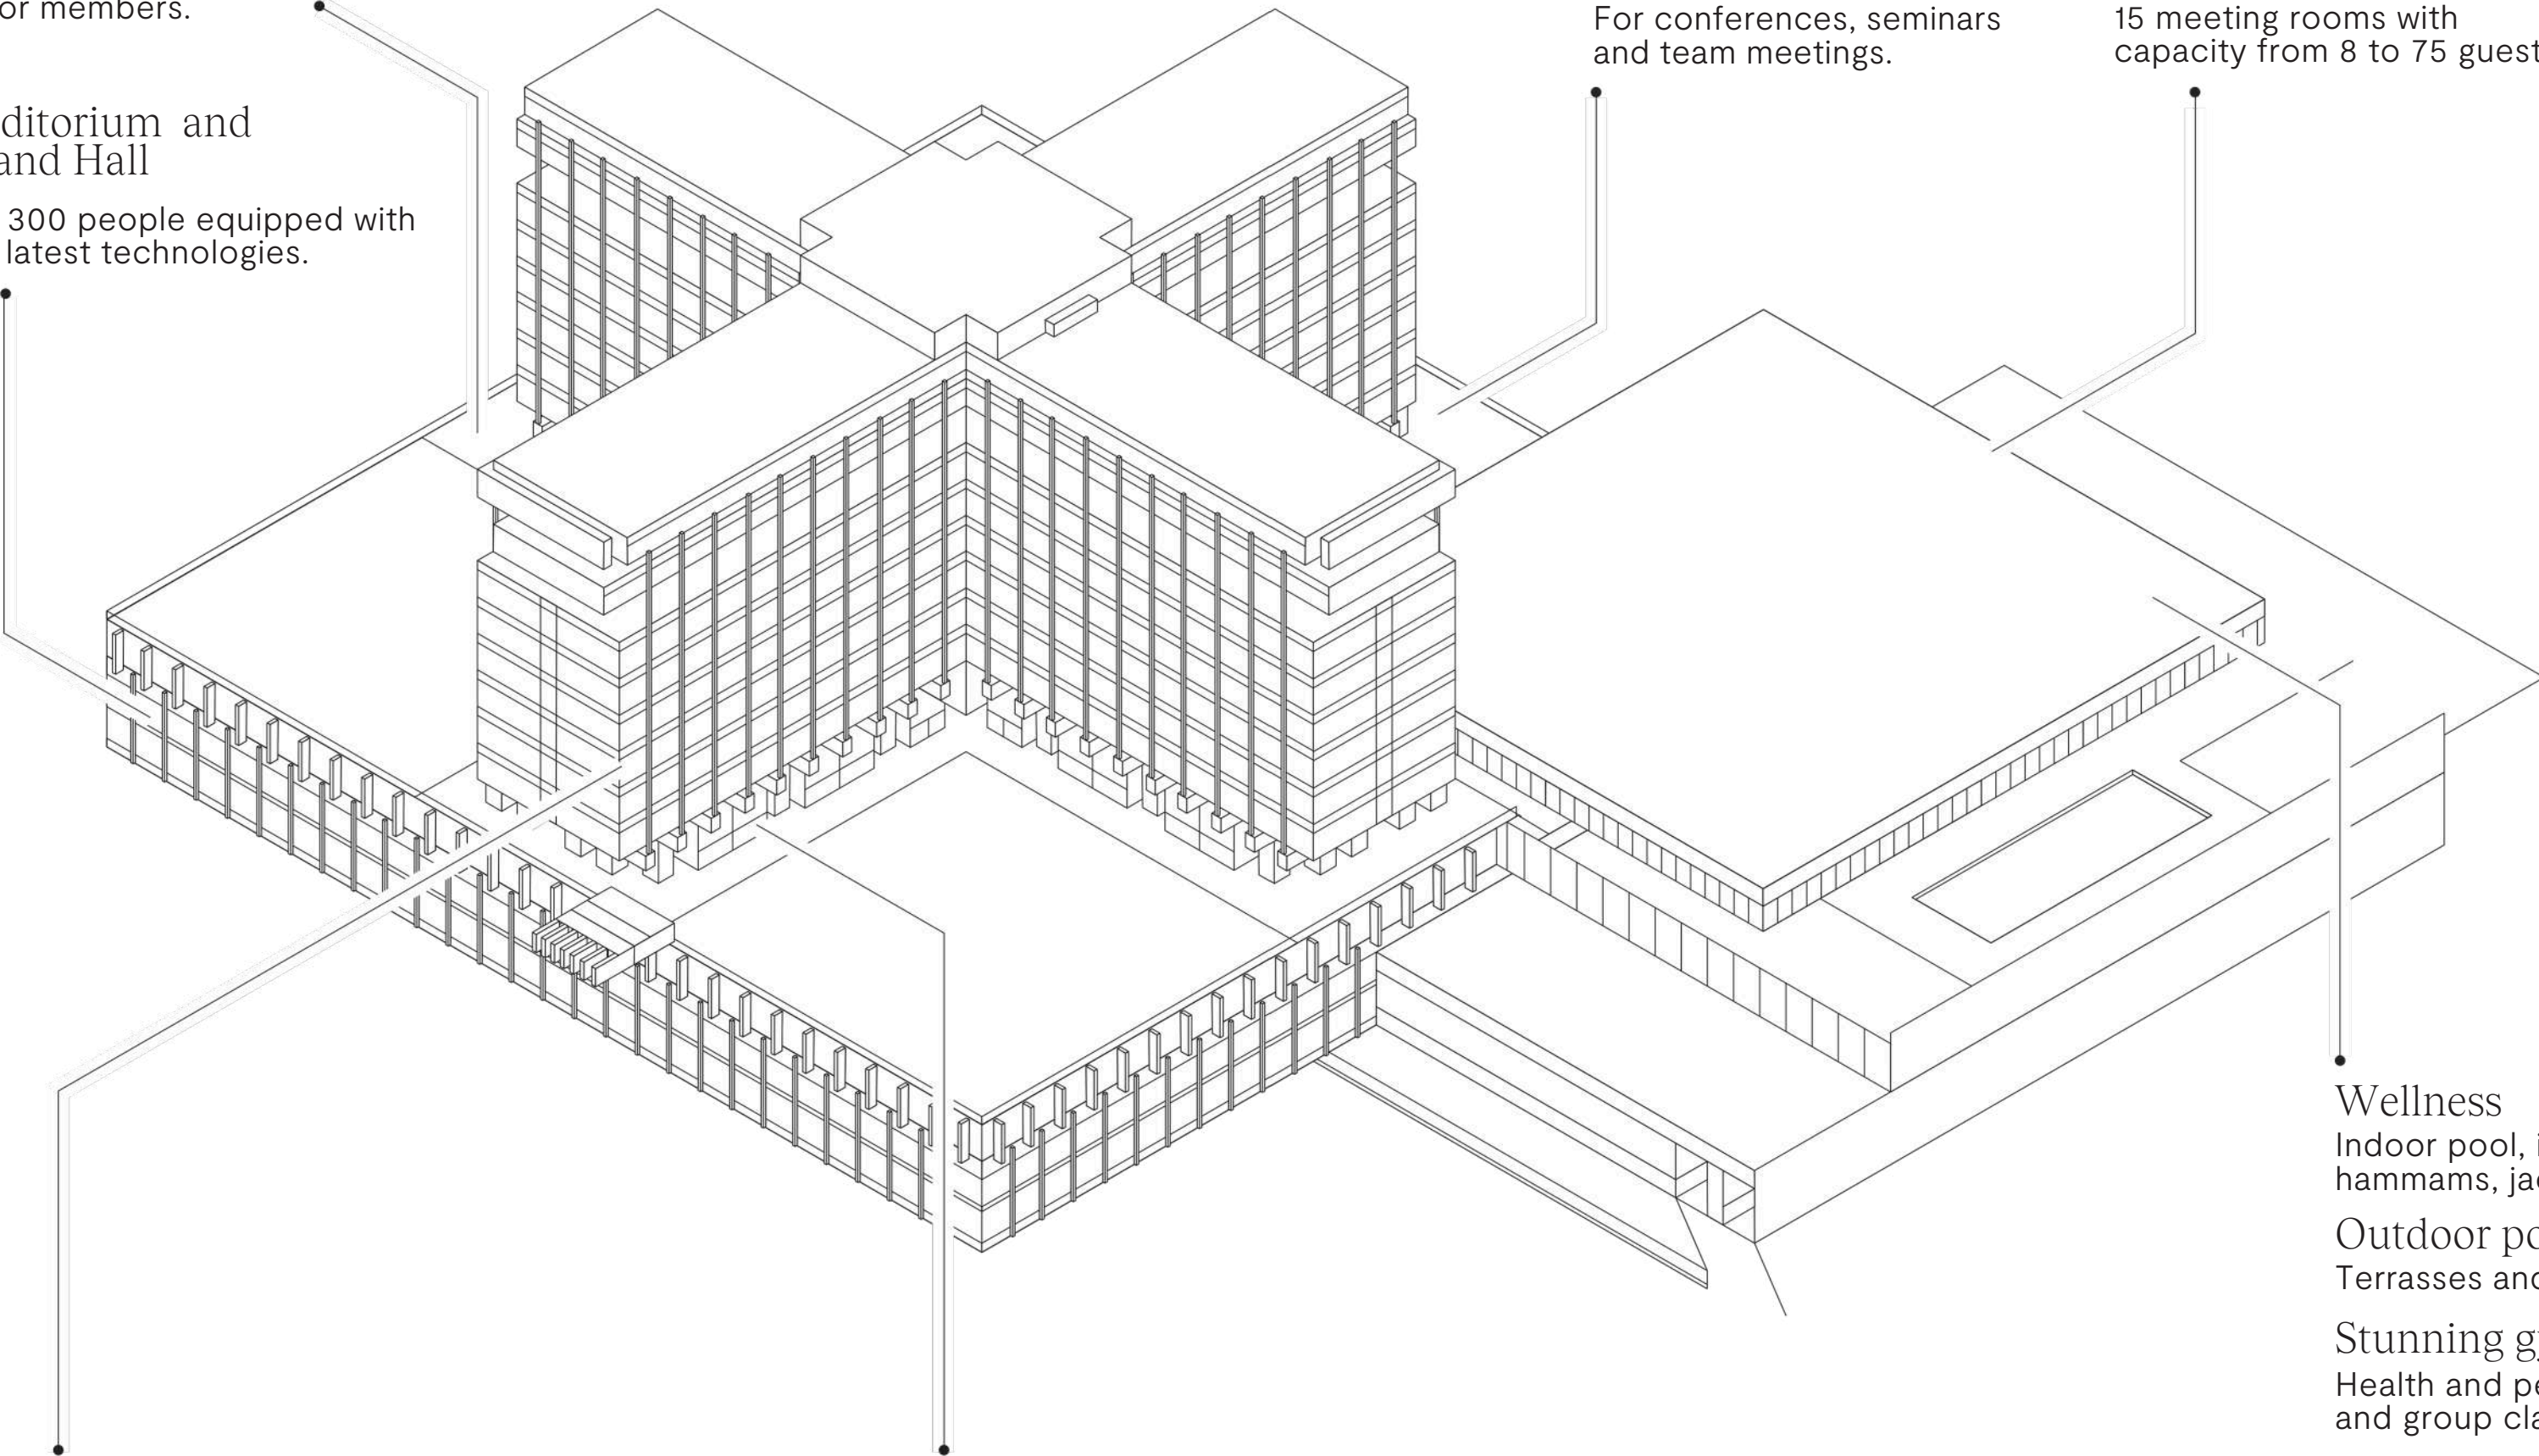 or members.
ditorium and
and Hall
300 people equipped with
latest technologies.
For conferences, seminars
and team meetings.
15 meeting rooms with
capacity from 8 to 75 guest
Wellness
Indoor pool,
hammams,
Outdoor
Terrasses
Stunning
Health and
and group